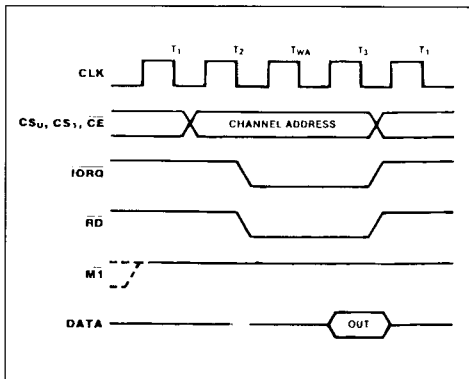 T1 T2 TWA T3 T1
CLK
CS0, CS1, CE CHANNEL ADDRESS
IORQ
RD
M1
DATA OUT